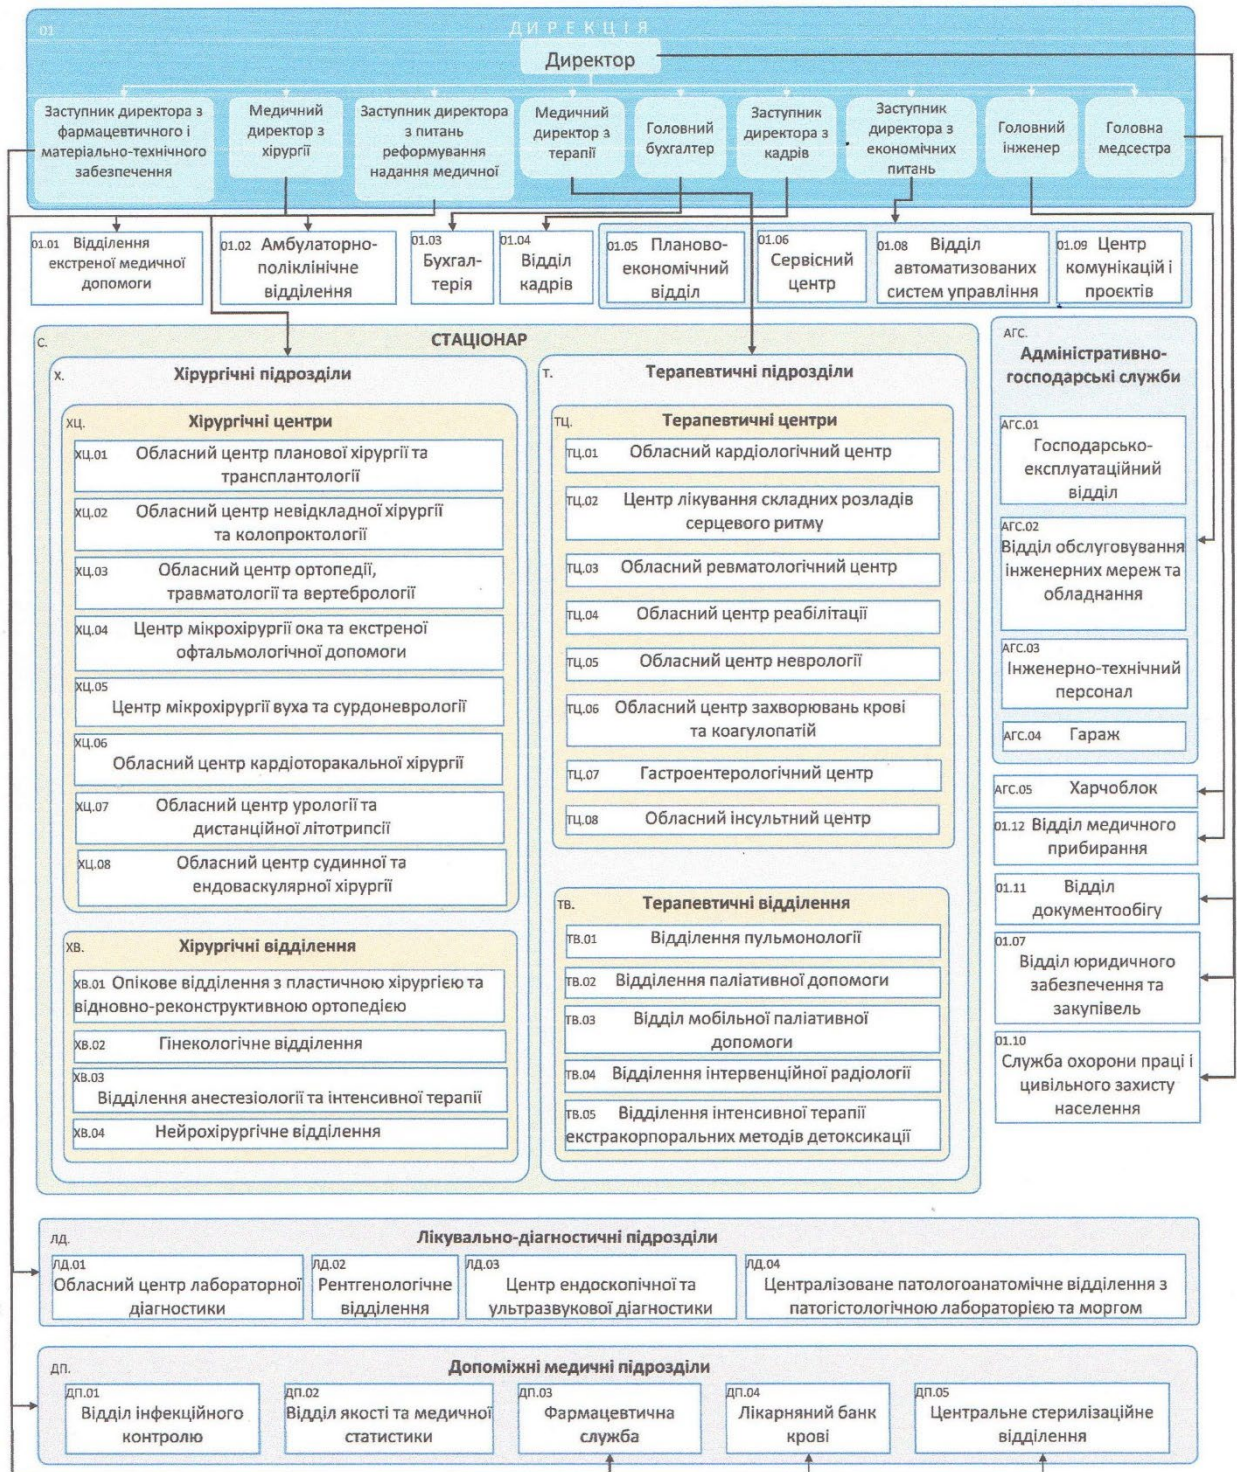 01
ДИРЕКЦІЯ
Директор
Заступник директора з
фармацевтичного і
матеріально-технічного
забезпечення
Медичний
директор з
хірургії
Заступник директора
з питань
реформування
надання медичної
Медичний
директор з
терапії
Головний
бухгалтер
Заступник
директора з
кадрів
Заступник
директора з
економічних
питань
Головний
інженер
Головна
медсестра
01.01 Відділення
екстреної медичної
допомоги
01.02 Амбулаторно-
поліклінічне
відділення
01.03
Бухгал-
терія
01.04
Відділ
кадрів
01.05 Планово-
економічний
відділ
01.06
Сервісний
центр
01.08 Відділ
автоматизованих
систем управління
01.09 Центр
комунікацій і
проєктів
С.
СТАЦІОНАР
Х.
Хірургічні підрозділи
ХЦ.
Хірургічні центри
ХЦ.01 Обласний центр планової хірургії та
трансплантології
ХЦ.02 Обласний центр невідкладної хірургії
та колопроктології
ХЦ.03 Обласний центр ортопедії,
травматології та вертебрології
ХЦ.04 Центр мікрохірургії ока та екстреної
офтальмологічної допомоги
ХЦ.05
Центр мікрохірургії вуха та сурдоневрології
ХЦ.06
Обласний центр кардіоторакальної хірургії
ХЦ.07 Обласний центр урології та
дистанційної літотрипсії
ХЦ.08 Обласний центр судинної та
ендоваскулярної хірургії
ХВ.
Хірургічні відділення
ХВ.01 Опікове відділення з пластичною хірургією та
відновно-реконструктивною ортопедією
ХВ.02 Гінекологічне відділення
ХВ.03
Відділення анестезіології та інтенсивної терапії
ХВ.04 Нейрохірургічне відділення
Т.
Терапевтичні підрозділи
ТЦ.
Терапевтичні центри
ТЦ.01 Обласний кардіологічний центр
ТЦ.02 Центр лікування складних розладів
серцевого ритму
ТЦ.03 Обласний ревматологічний центр
ТЦ.04 Обласний центр реабілітації
ТЦ.05 Обласний центр неврології
ТЦ.06 Обласний центр захворювань крові
та коагулопатій
ТЦ.07 Гастроентерологічний центр
ТЦ.08 Обласний інсультний центр
ТВ.
Терапевтичні відділення
ТВ.01 Відділення пульмонології
ТВ.02 Відділення паліативної допомоги
ТВ.03 Відділ мобільної паліативної
допомоги
ТВ.04 Відділення інтервенційної радіології
ТВ.05 Відділення інтенсивної терапії
екстракорпоральних методів детоксикації
АГС.
Адміністративно-
господарські служби
АГС.01
Господарсько-
експлуатаційний
відділ
АГС.02
Відділ обслуговування
інженерних мереж та
обладнання
АГС.03
Інженерно-технічний
персонал
АГС.04 Гараж
АГС.05 Харчоблок
01.12 Відділ медичного
прибирання
01.11 Відділ
документообігу
01.07
Відділ юридичного
забезпечення та
закупівель
01.10
Служба охорони праці і
цивільного захисту
населення
ЛД.
Лікувально-діагностичні підрозділи
ЛД.01
Обласний центр лабораторної
діагностики
ЛД.02
Рентгенологічне
відділення
ЛД.03
Центр ендоскопічної та
ультразвукової діагностики
ЛД.04
Централізоване патологоанатомічне відділення з
патогістологічною лабораторією та моргом
ДП.
Допоміжні медичні підрозділи
ДП.01
Відділ інфекційного
контролю
ДП.02
Відділ якості та медичної
статистики
ДП.03
Фармацевтична
служба
ДП.04
Лікарняний банк
крові
ДП.05
Центральне стерилізаційне
відділення